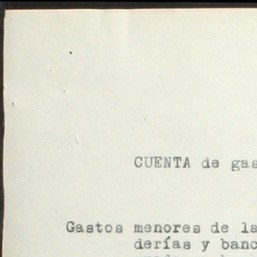 CUENTA de gas
Gastos menores de la
derías y banc